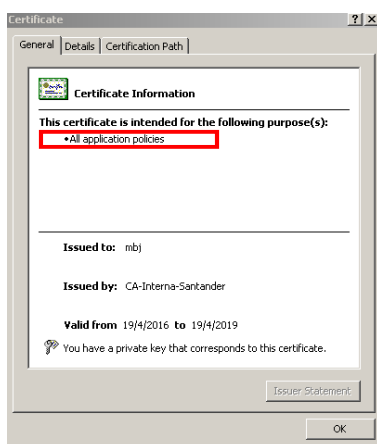 Certificate
? X
General Details Certification Path
Certificate Information
This certificate is intended for the following purpose(s):
•All application policies
Issued to: mbj
Issued by: CA-Interna-Santander
Valid from 19/4/2016 to 19/4/2019
You have a private key that corresponds to this certificate.
Issuer Statement
OK